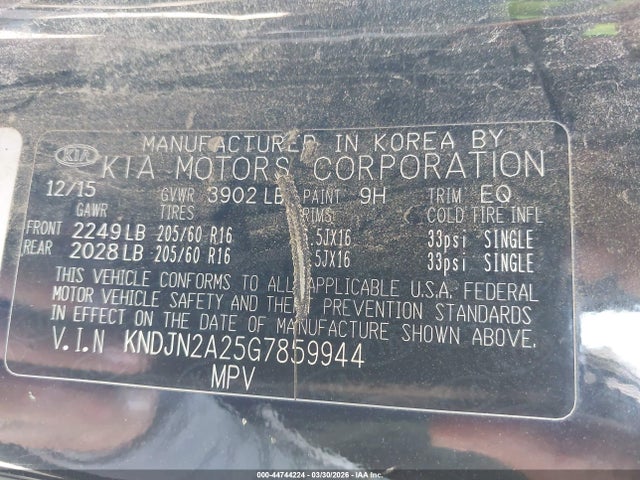 MANUFACTURED IN KOREA BY
KIA KIA MOTORS CORPORATION
12/15 GVWR 3902 LB PAINT 9H TRIM EQ
GAWR TIRES RIMS COLD TIRE INFL
FRONT 2249 LB 205/60 R16 .5JX16 33psi SINGLE
REAR 2028 LB 205/60 R16 .5JX16 33psi SINGLE
THIS VEHICLE CONFORMS TO ALL APPLICABLE U.S.A. FEDERAL
MOTOR VEHICLE SAFETY AND THEFT PREVENTION STANDARDS
IN EFFECT ON THE DATE OF MANUFACTURE SHOWN ABOVE.
V.I.N KNDJN2A25G7859944
MPV
000-44744224 | 03/30/2026 | IAA Inc.